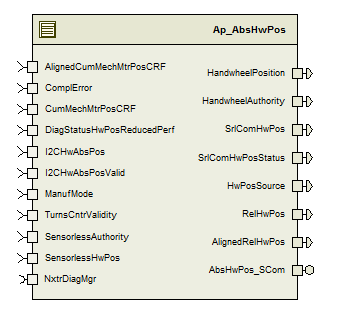 Ap_AbsHwPos
AlignedCumMechMtrPosCRF
ComplError
CumMechMtrPosCRF
DiagStatusHwPosReducedPerf
I2CHwAbsPos
I2CHwAbsPosValid
ManufMode
TurnsCntrValidity
SensorlessAuthority
SensorlessHwPos
NxtrDiagMgr
HandwheelPosition
HandwheelAuthority
SrlComHwPos
SrlComHwPosStatus
HwPosSource
RelHwPos
AlignedRelHwPos
AbsHwPos_SCom